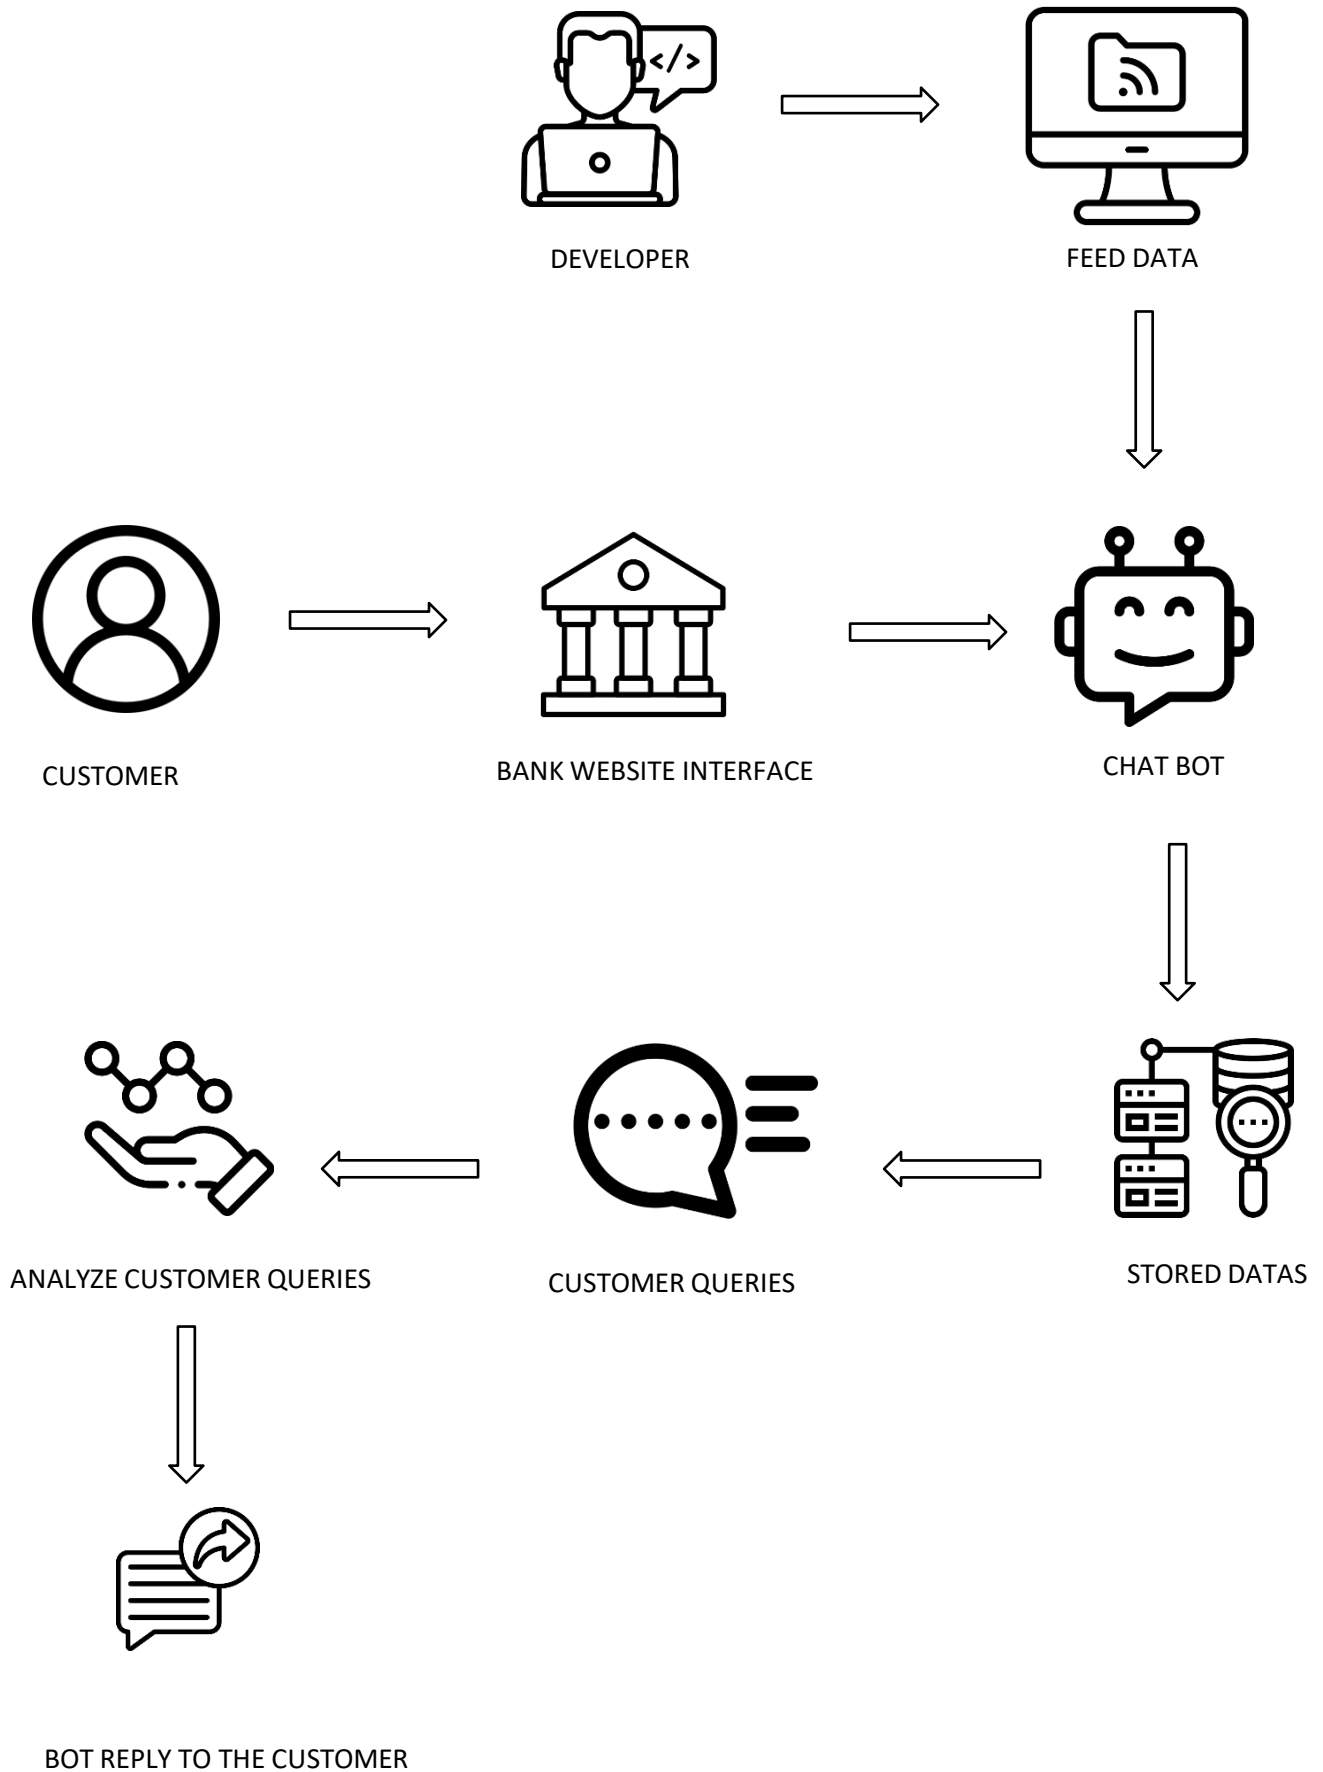 </>
DEVELOPER
FEED DATA
CUSTOMER
BANK WEBSITE INTERFACE
CHAT BOT
ANALYZE CUSTOMER QUERIES
CUSTOMER QUERIES
STORED DATAS
BOT REPLY TO THE CUSTOMER